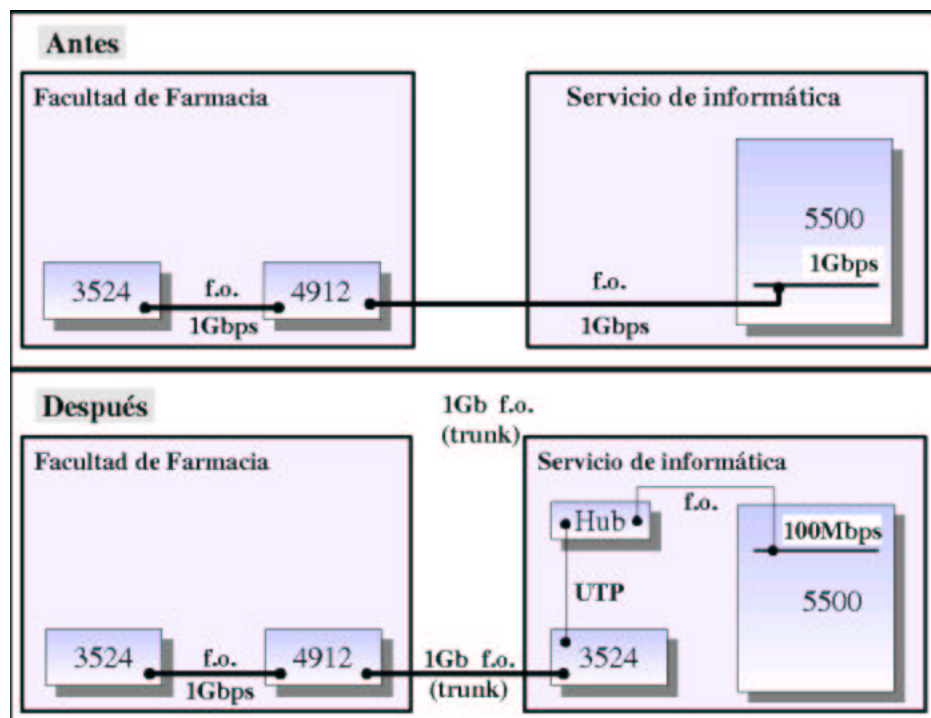 Antes
Facultad de Farmacia
Servicio de informática
5500
1Gbps
3524
f.o.
1Gbps
4912
f.o.
1Gbps
Después
1Gb f.o.
(trunk)
Facultad de Farmacia
Servicio de informática
Hub
f.o.
100Mbps
UTP
5500
3524
f.o.
1Gbps
4912
1Gb f.o.
(trunk)
3524